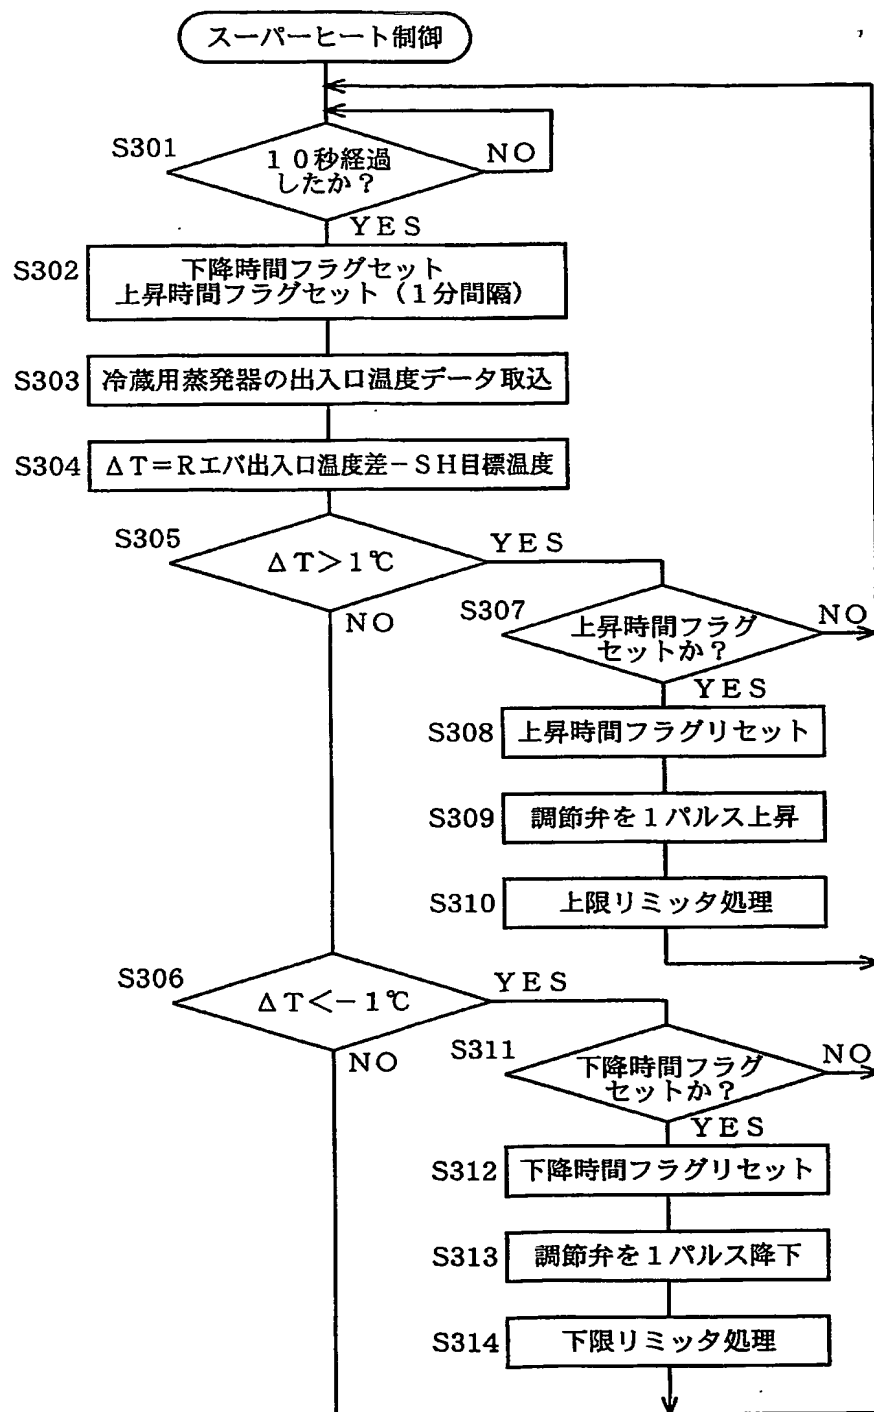 スーパーヒート制御
S301
10秒経過
したか?
NO
YES
S302
下降時間フラグセット
上昇時間フラグセット(1分間隔)
S303
冷蔵用蒸発器の出入口温度データ取込
S304
ΔT=Rエバ出入口温度差-SH目標温度
S305
ΔT>1℃
YES
NO
S307
上昇時間フラグ
セットか?
NO
YES
S308
上昇時間フラグリセット
S309
調節弁を1パルス上昇
S310
上限リミッタ処理
S306
ΔT<-1℃
YES
NO
S311
下降時間フラグ
セットか?
NO
YES
S312
下降時間フラグリセット
S313
調節弁を1パルス降下
S314
下限リミッタ処理